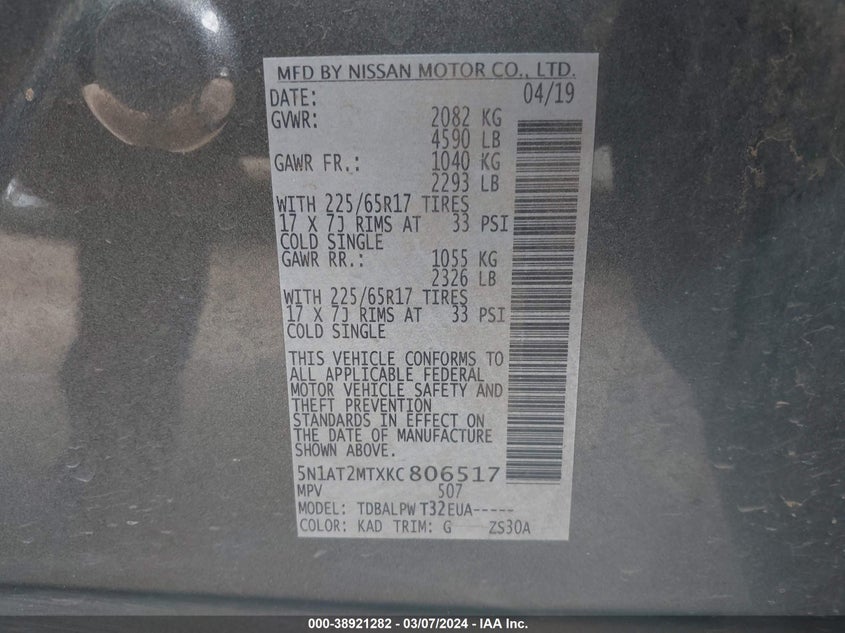 MFD BY NISSAN MOTOR CO., LTD.
DATE: 04/19
GVWR: 2082 KG
4590 LB
GAWR FR.: 1040 KG
2293 LB
WITH 225/65R17 TIRES
17 X 7J RIMS AT 33 PSI
COLD SINGLE
GAWR RR.: 1055 KG
2326 LB
WITH 225/65R17 TIRES
17 X 7J RIMS AT 33 PSI
COLD SINGLE
THIS VEHICLE CONFORMS TO
ALL APPLICABLE FEDERAL
MOTOR VEHICLE SAFETY AND
THEFT PREVENTION
STANDARDS IN EFFECT ON
THE DATE OF MANUFACTURE
SHOWN ABOVE.
5N1AT2MTXKC806517
MPV 507
MODEL: TDBALPW T32EUA-----
COLOR: KAD TRIM: G ZS30A
000-38921282 - 03/07/2024 - IAA Inc.